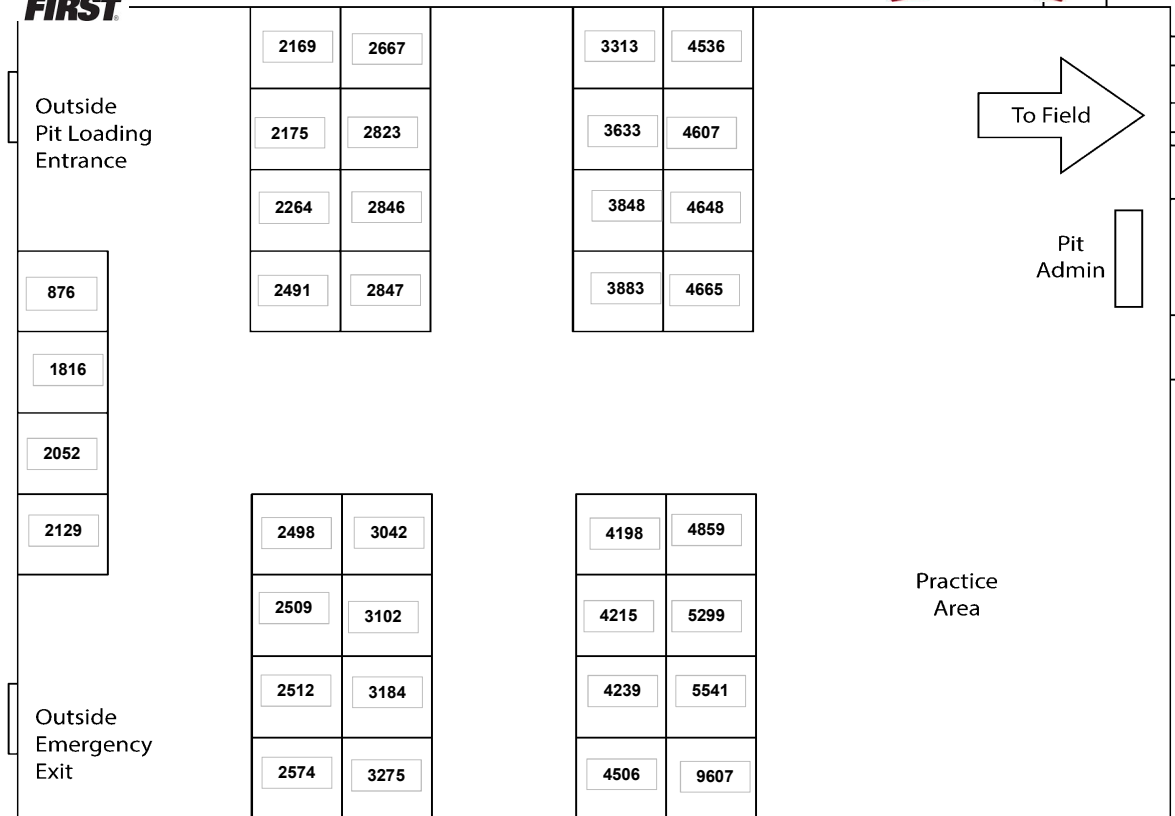 FIRST
2169 2667 3313 4536
Outside
Pit Loading
Entrance
To Field
2175 2823 3633 4607
2264 2846 3848 4648
Pit
Admin
2491 2847 3883 4665
876
1816
2052
2129
2498 3042 4198 4859
2509 3102 4215 5299
Practice
Area
2512 3184 4239 5541
Outside
Emergency
Exit
2574 3275 4506 9607